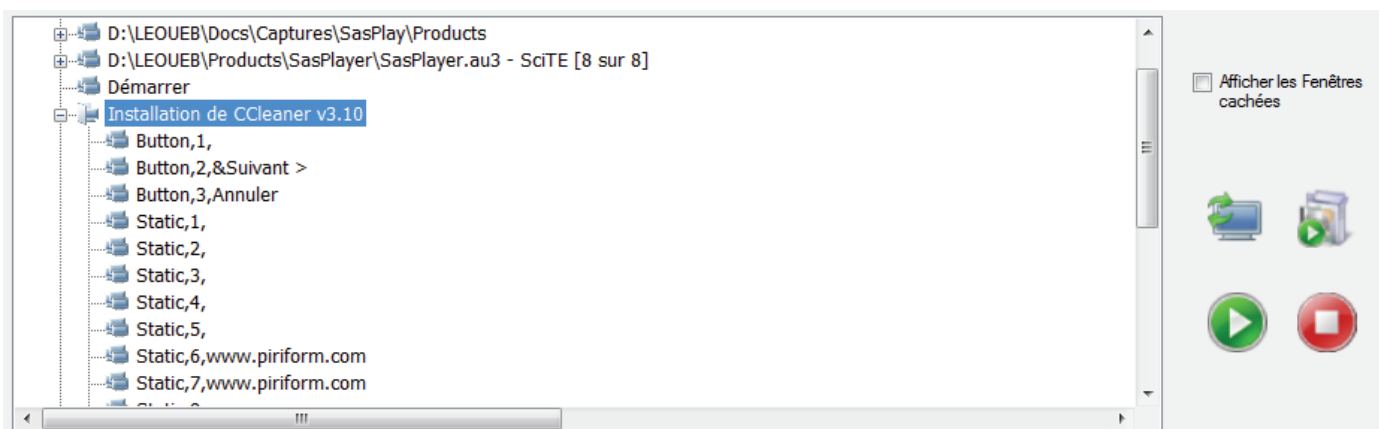 D:\LEOUEB\Docs\Captures\SasPlay\Products
D:\LEOUEB\Products\SasPlayer\SasPlayer.au3 - SciTE [8 sur 8]
Démarrer
Installation de CCleaner v3.10
Button,1,
Button,2,&Suivant >
Button,3,Annuler
Static,1,
Static,2,
Static,3,
Static,4,
Static,5,
Static,6,www.piriform.com
Static,7,www.piriform.com
Afficher les Fenêtres
cachées